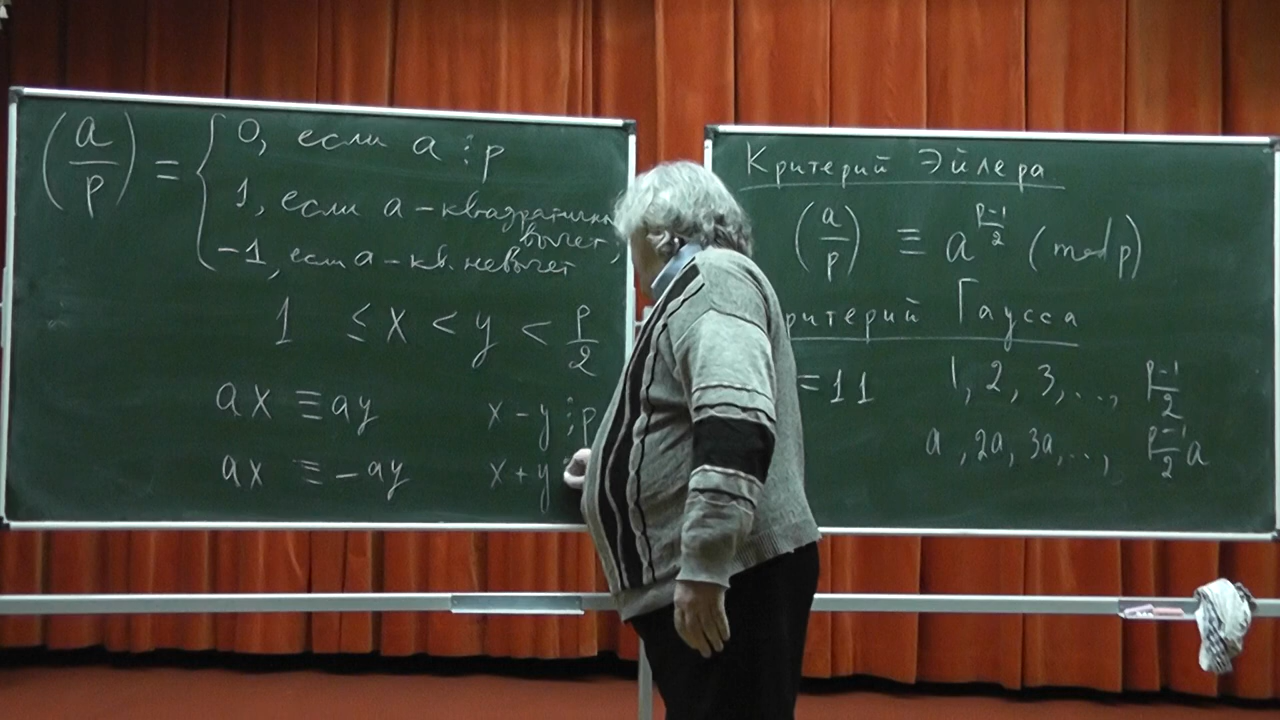 (a/p) = { 0, если a ⋮ p
1, если a – квадратичн
вычет,
-1, если a – кв. невычет
1 ≤ x < y < p/2
ax ≡ ay x - y ⋮ p
ax ≡ -ay x + y
Критерий Эйлера
(a/p) ≡ a^((p-1)/2) (mod p)
ритерий Гаусса
=11 1, 2, 3, ..., (p-1)/2
a, 2a, 3a, ..., (p-1)/2 a